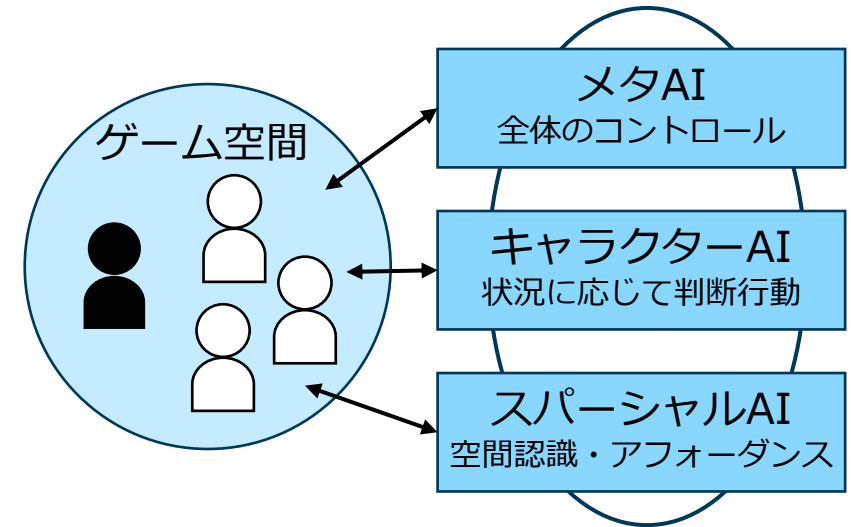 ゲーム空間
メタAI
全体のコントロール
キャラクターAI
状況に応じて判断行動
スパーシャルAI
空間認識・アフォーダンス